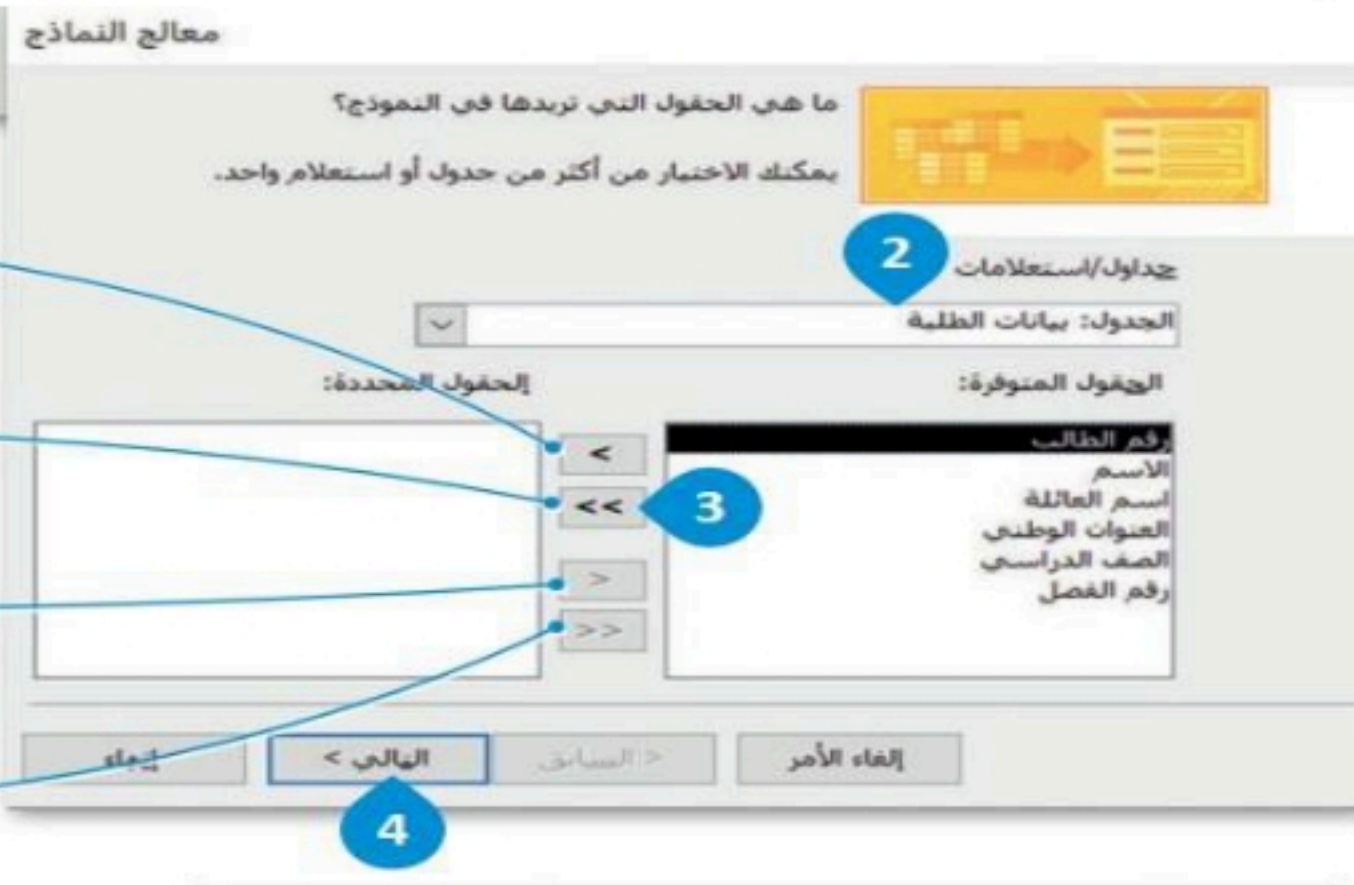 معالج النماذج
ما هي الحقول التي تريدها في النموذج؟
يمكنك الاختيار من أكثر من جدول أو استعلام واحد.
2
جداول/استعلامات
الجدول: بيانات الطلبة
الحقول المتوفرة:
الحقول المحددة:
رقم الطالب
الاسم
اسم العائلة
العنوان الوطني
الصف الدراسي
رقم الفصل
<
<<
3
>
>>
إلغاء الأمر
< السابق
التالي >
إنهاء
4